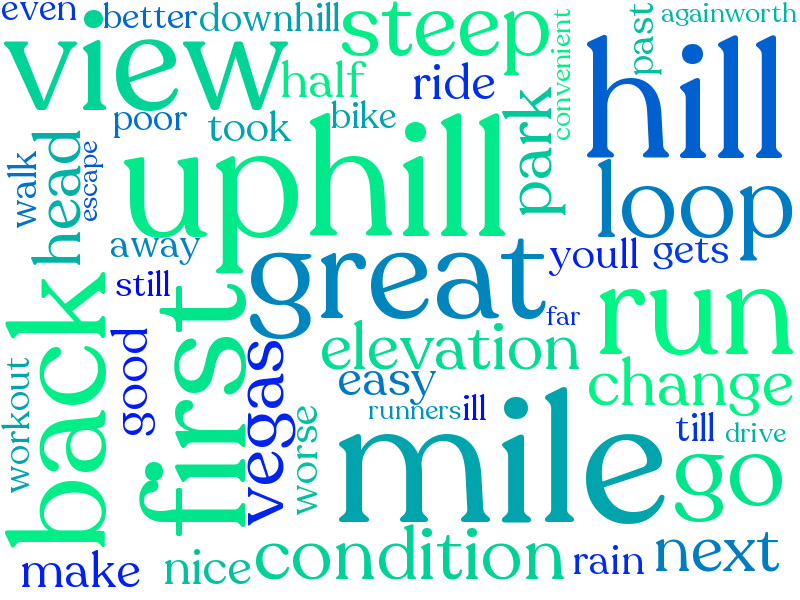 even
better
downhill
steep
convenient
past
againworth
view
half
ride
hill
poor
took
bike
park
walk
head
escape
uphill
loop
away
great
youll
gets
still
first
far
run
back
good
vegas
elevation
change
workout
worse
easy
runners
ill
mile
till
drive
go
make
nice
condition
rain
next